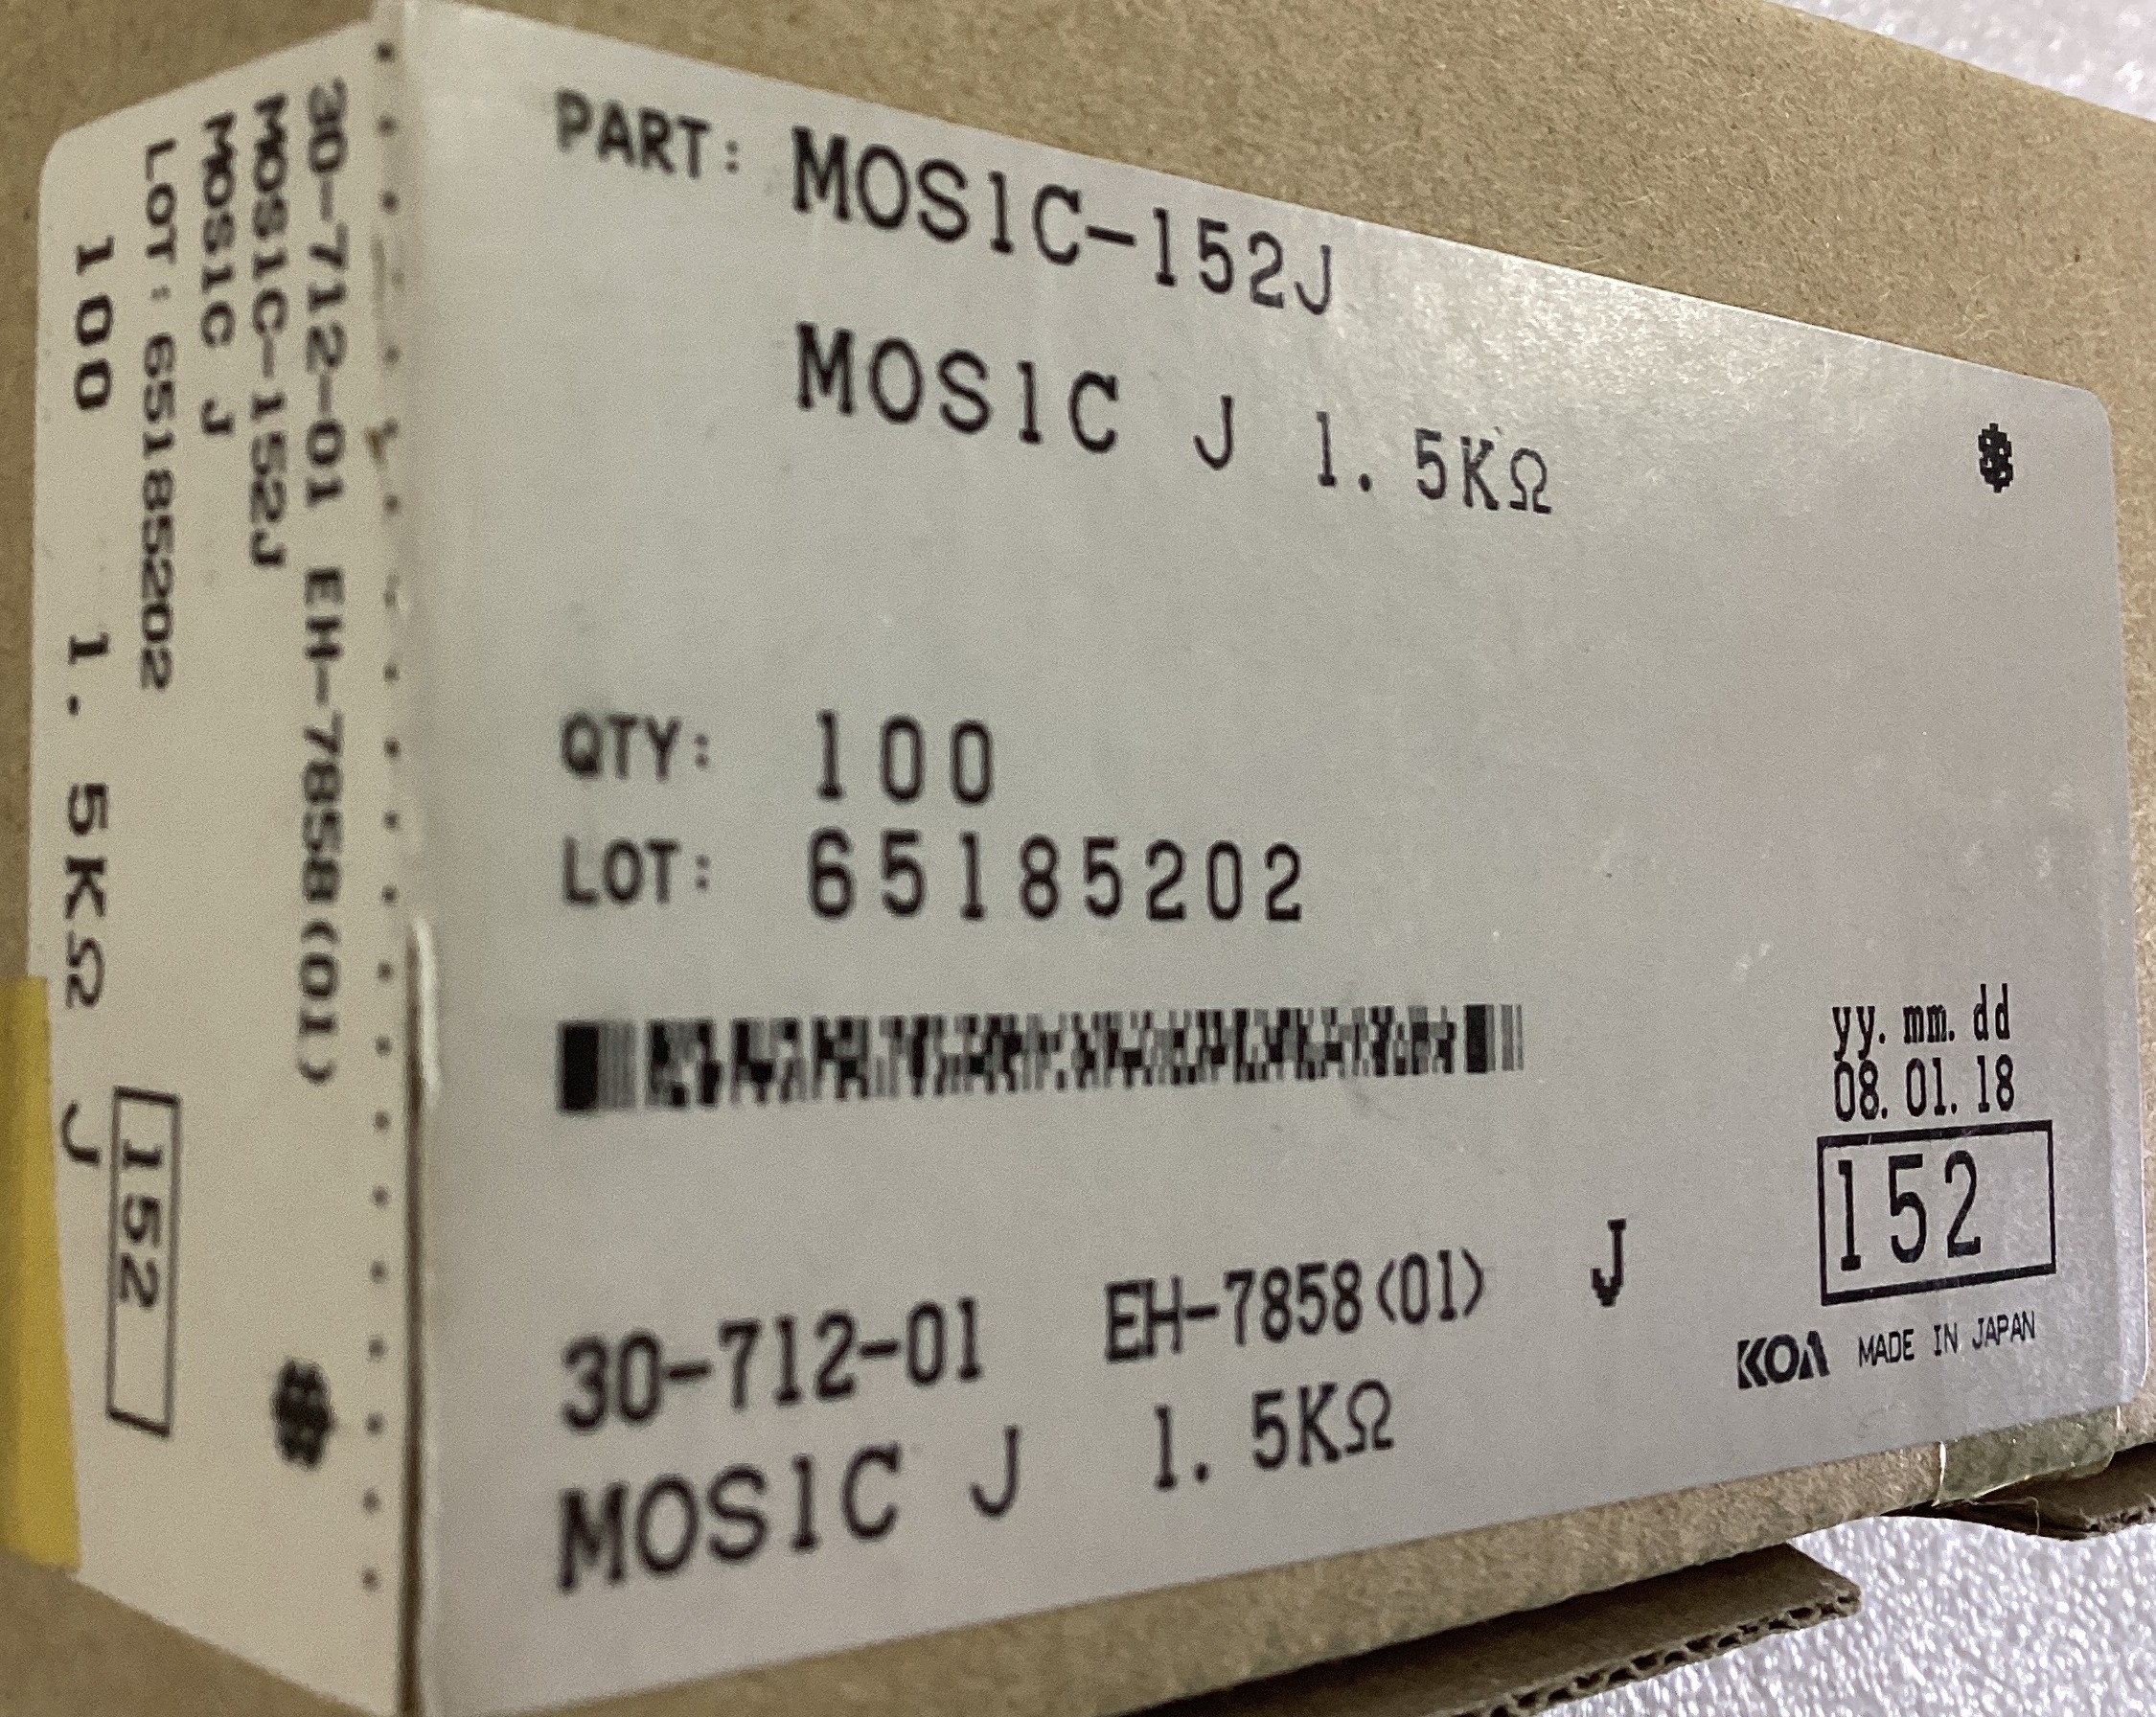 PART: MOS1C-152J
MOS1C J 1.5KΩ
QTY: 100
LOT: 65185202
yy.mm.dd
08.01.18
152
30-712-01 EH-7858(01) J
MOS1C J 1.5KΩ
KOA MADE IN JAPAN
30-712-01 EH-7858(01)
MOS1C-152J
MOS1C J
LOT:65185202
152
100 1.5KΩ J